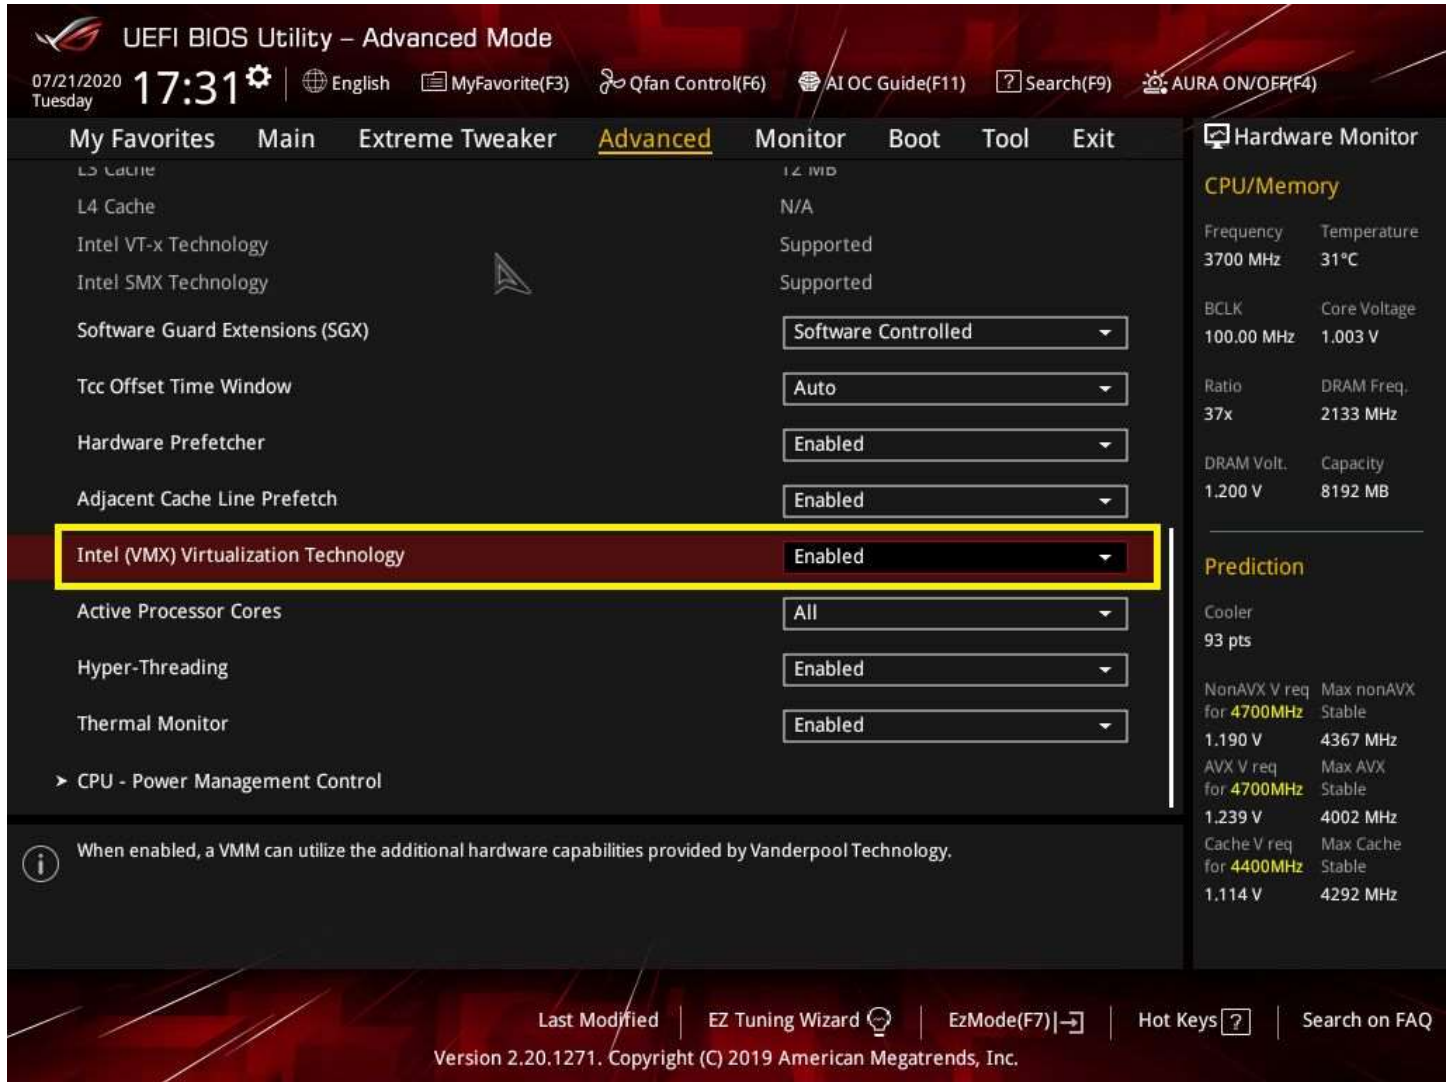 UEFI BIOS Utility – Advanced Mode
07/21/2020
Tuesday
17:31
English
MyFavorite(F3)
Qfan Control(F6)
AI OC Guide(F11)
Search(F9)
AURA ON/OFF(F4)
My Favorites Main Extreme Tweaker Advanced Monitor Boot Tool Exit
L3 Cache 12 MB
L4 Cache N/A
Intel VT-x Technology Supported
Intel SMX Technology Supported
Software Guard Extensions (SGX) Software Controlled
Tcc Offset Time Window Auto
Hardware Prefetcher Enabled
Adjacent Cache Line Prefetch Enabled
Intel (VMX) Virtualization Technology Enabled
Active Processor Cores All
Hyper-Threading Enabled
Thermal Monitor Enabled
CPU - Power Management Control
When enabled, a VMM can utilize the additional hardware capabilities provided by Vanderpool Technology.
Hardware Monitor
CPU/Memory
Frequency Temperature
3700 MHz 31°C
BCLK Core Voltage
100.00 MHz 1.003 V
Ratio DRAM Freq.
37x 2133 MHz
DRAM Volt. Capacity
1.200 V 8192 MB
Prediction
Cooler
93 pts
NonAVX V req Max nonAVX
for 4700MHz Stable
1.190 V 4367 MHz
AVX V req Max AVX
for 4700MHz Stable
1.239 V 4002 MHz
Cache V req Max Cache
for 4400MHz Stable
1.114 V 4292 MHz
Last Modified EZ Tuning Wizard EzMode(F7) Hot Keys ? Search on FAQ
Version 2.20.1271. Copyright (C) 2019 American Megatrends, Inc.